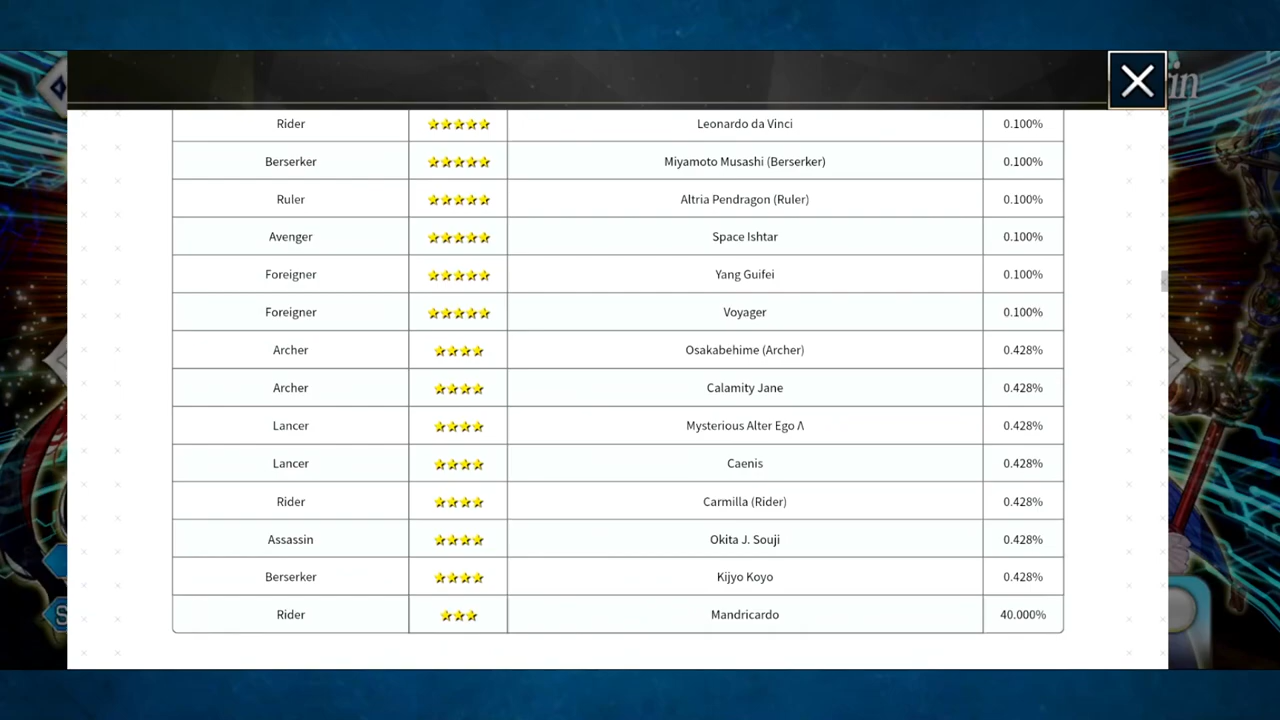 in
Rider ★★★★★ Leonardo da Vinci 0.100%
Berserker ★★★★★ Miyamoto Musashi (Berserker) 0.100%
Ruler ★★★★★ Altria Pendragon (Ruler) 0.100%
Avenger ★★★★★ Space Ishtar 0.100%
Foreigner ★★★★★ Yang Guifei 0.100%
Foreigner ★★★★★ Voyager 0.100%
Archer ★★★★ Osakabehime (Archer) 0.428%
Archer ★★★★ Calamity Jane 0.428%
Lancer ★★★★ Mysterious Alter Ego Λ 0.428%
Lancer ★★★★ Caenis 0.428%
Rider ★★★★ Carmilla (Rider) 0.428%
Assassin ★★★★ Okita J. Souji 0.428%
Berserker ★★★★ Kijyo Koyo 0.428%
Rider ★★★ Mandricardo 40.000%
S